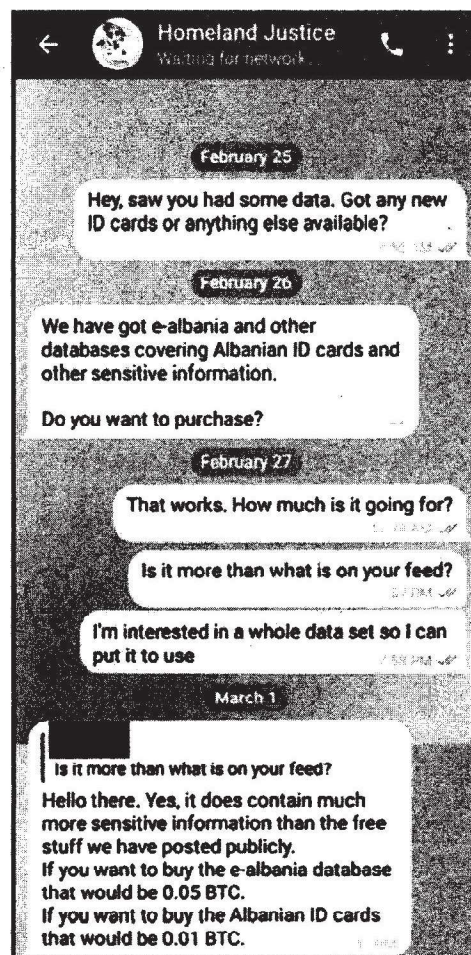 Homeland Justice
Waiting for network...
February 25
Hey, saw you had some data. Got any new
ID cards or anything else available?
February 26
We have got e-albania and other
databases covering Albanian ID cards and
other sensitive information.
Do you want to purchase?
February 27
That works. How much is it going for?
Is it more than what is on your feed?
I'm interested in a whole data set so I can
put it to use
March 1
Is it more than what is on your feed?
Hello there. Yes, it does contain much
more sensitive information than the free
stuff we have posted publicly.
If you want to buy the e-albania database
that would be 0.05 BTC.
If you want to buy the Albanian ID cards
that would be 0.01 BTC.